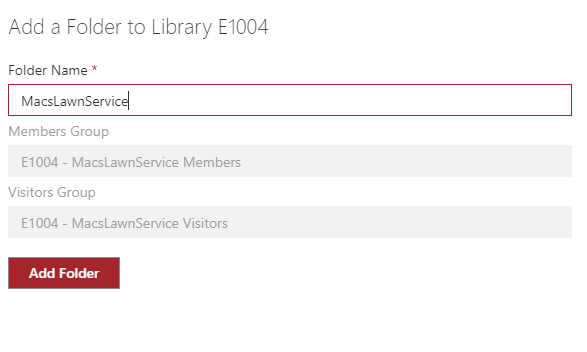 Add a Folder to Library E1004
Folder Name *
MacsLawnService
Members Group
E1004 - MacsLawnService Members
Visitors Group
E1004 - MacsLawnService Visitors
Add Folder